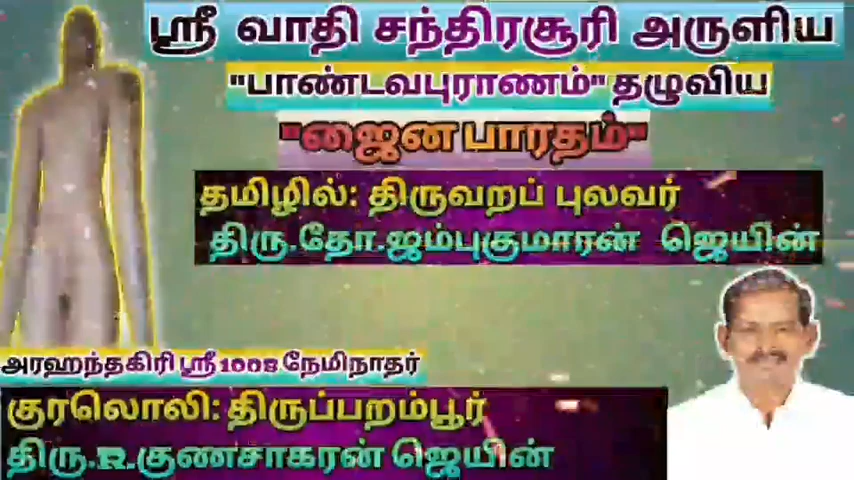 ஸ்ரீ வாதி சந்திரசூரி அருளிய
"பாண்டவபுராணம்" தழுவிய
"ஜைன பாரதம்"
தமிழில்: திருவறப் புலவர்
திரு.தோ.ஜம்புகுமாரன் ஜெயின்
அரஹந்தகிரி ஸ்ரீ 1008 நேமிநாதர்
குரலொலி: திருப்பறம்பூர்
திரு.R.குணசாகரன் ஜெயின்